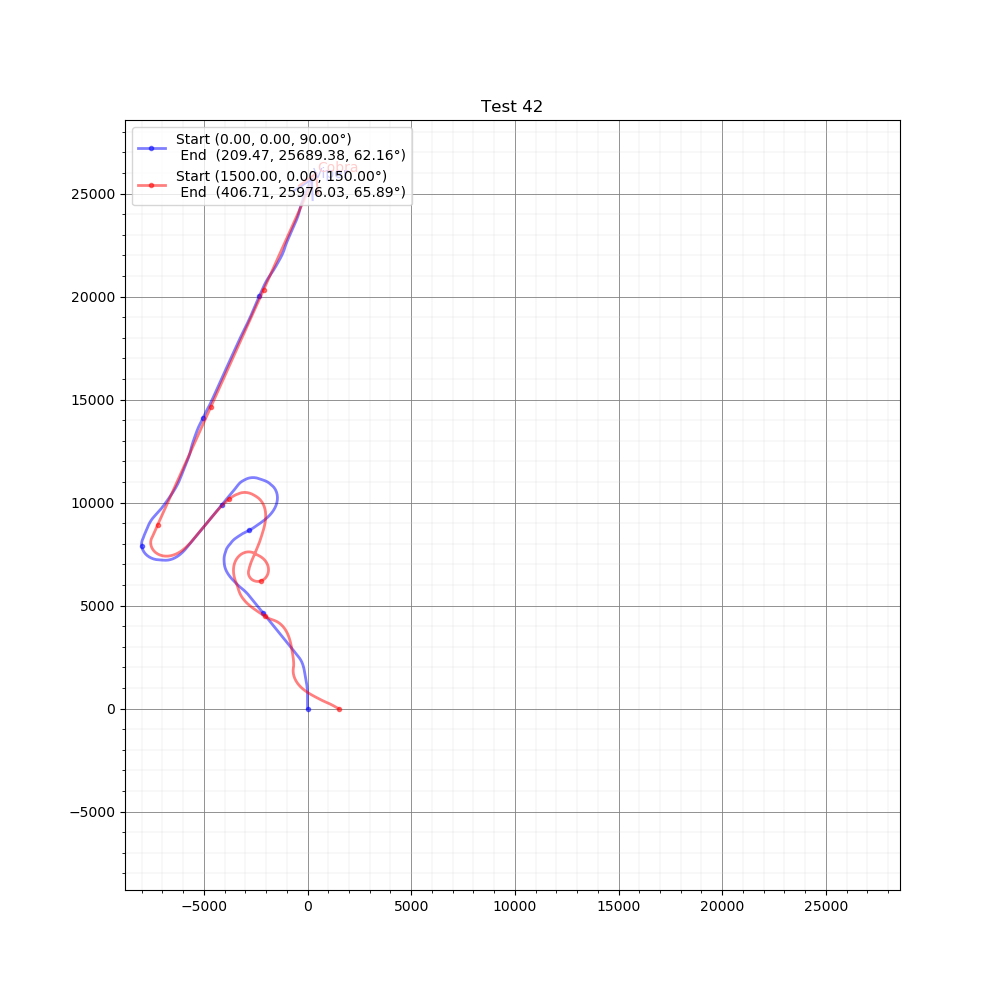 Test 42
Start (0.00, 0.00, 90.00°)
End (209.47, 25689.38, 62.16°)
Start (1500.00, 0.00, 150.00°)
End (406.71, 25976.03, 65.89°)
Cobra
25000
20000
15000
10000
5000
0
−5000
−5000 0 5000 10000 15000 20000 25000